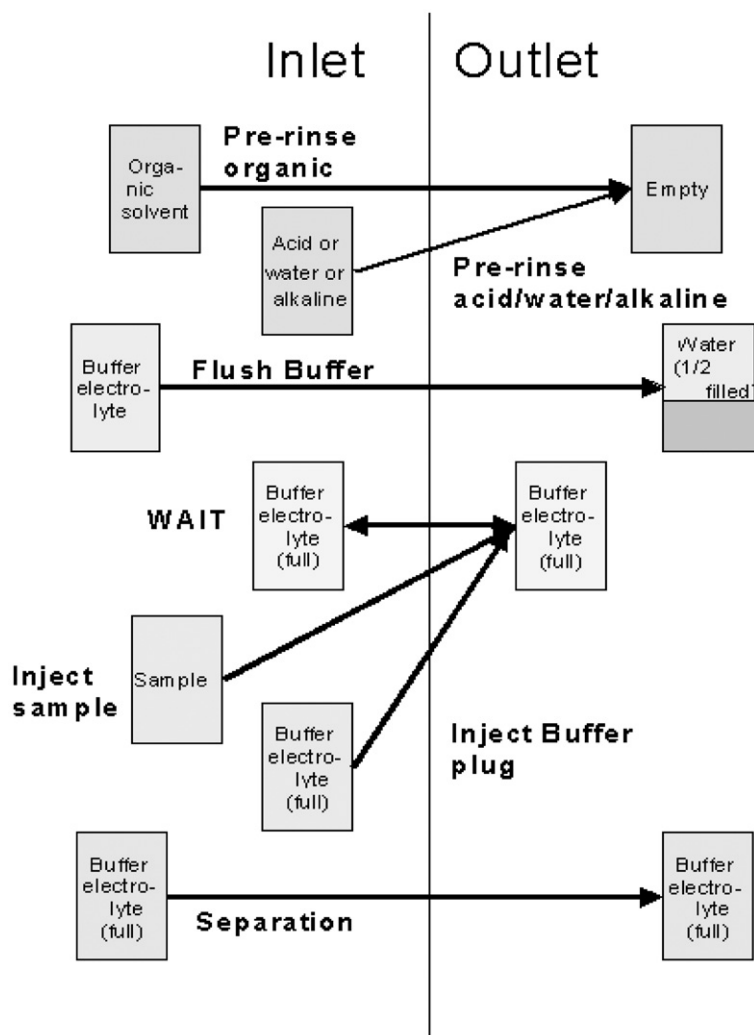 Inlet
Outlet
Pre-rinse
organic
Orga-
nic
solvent
Empty
Acid or
water or
alkaline
Pre-rinse
acid/water/alkaline
Buffer
electro-
lyte
Flush Buffer
Water
(1/2
filled)
WAIT
Buffer
electro-
lyte
(full)
Buffer
electro-
lyte
(full)
Inject
sample
Sample
Buffer
electro-
lyte
(full)
Inject Buffer
plug
Buffer
electro-
lyte
(full)
Separation
Buffer
electro-
lyte
(full)